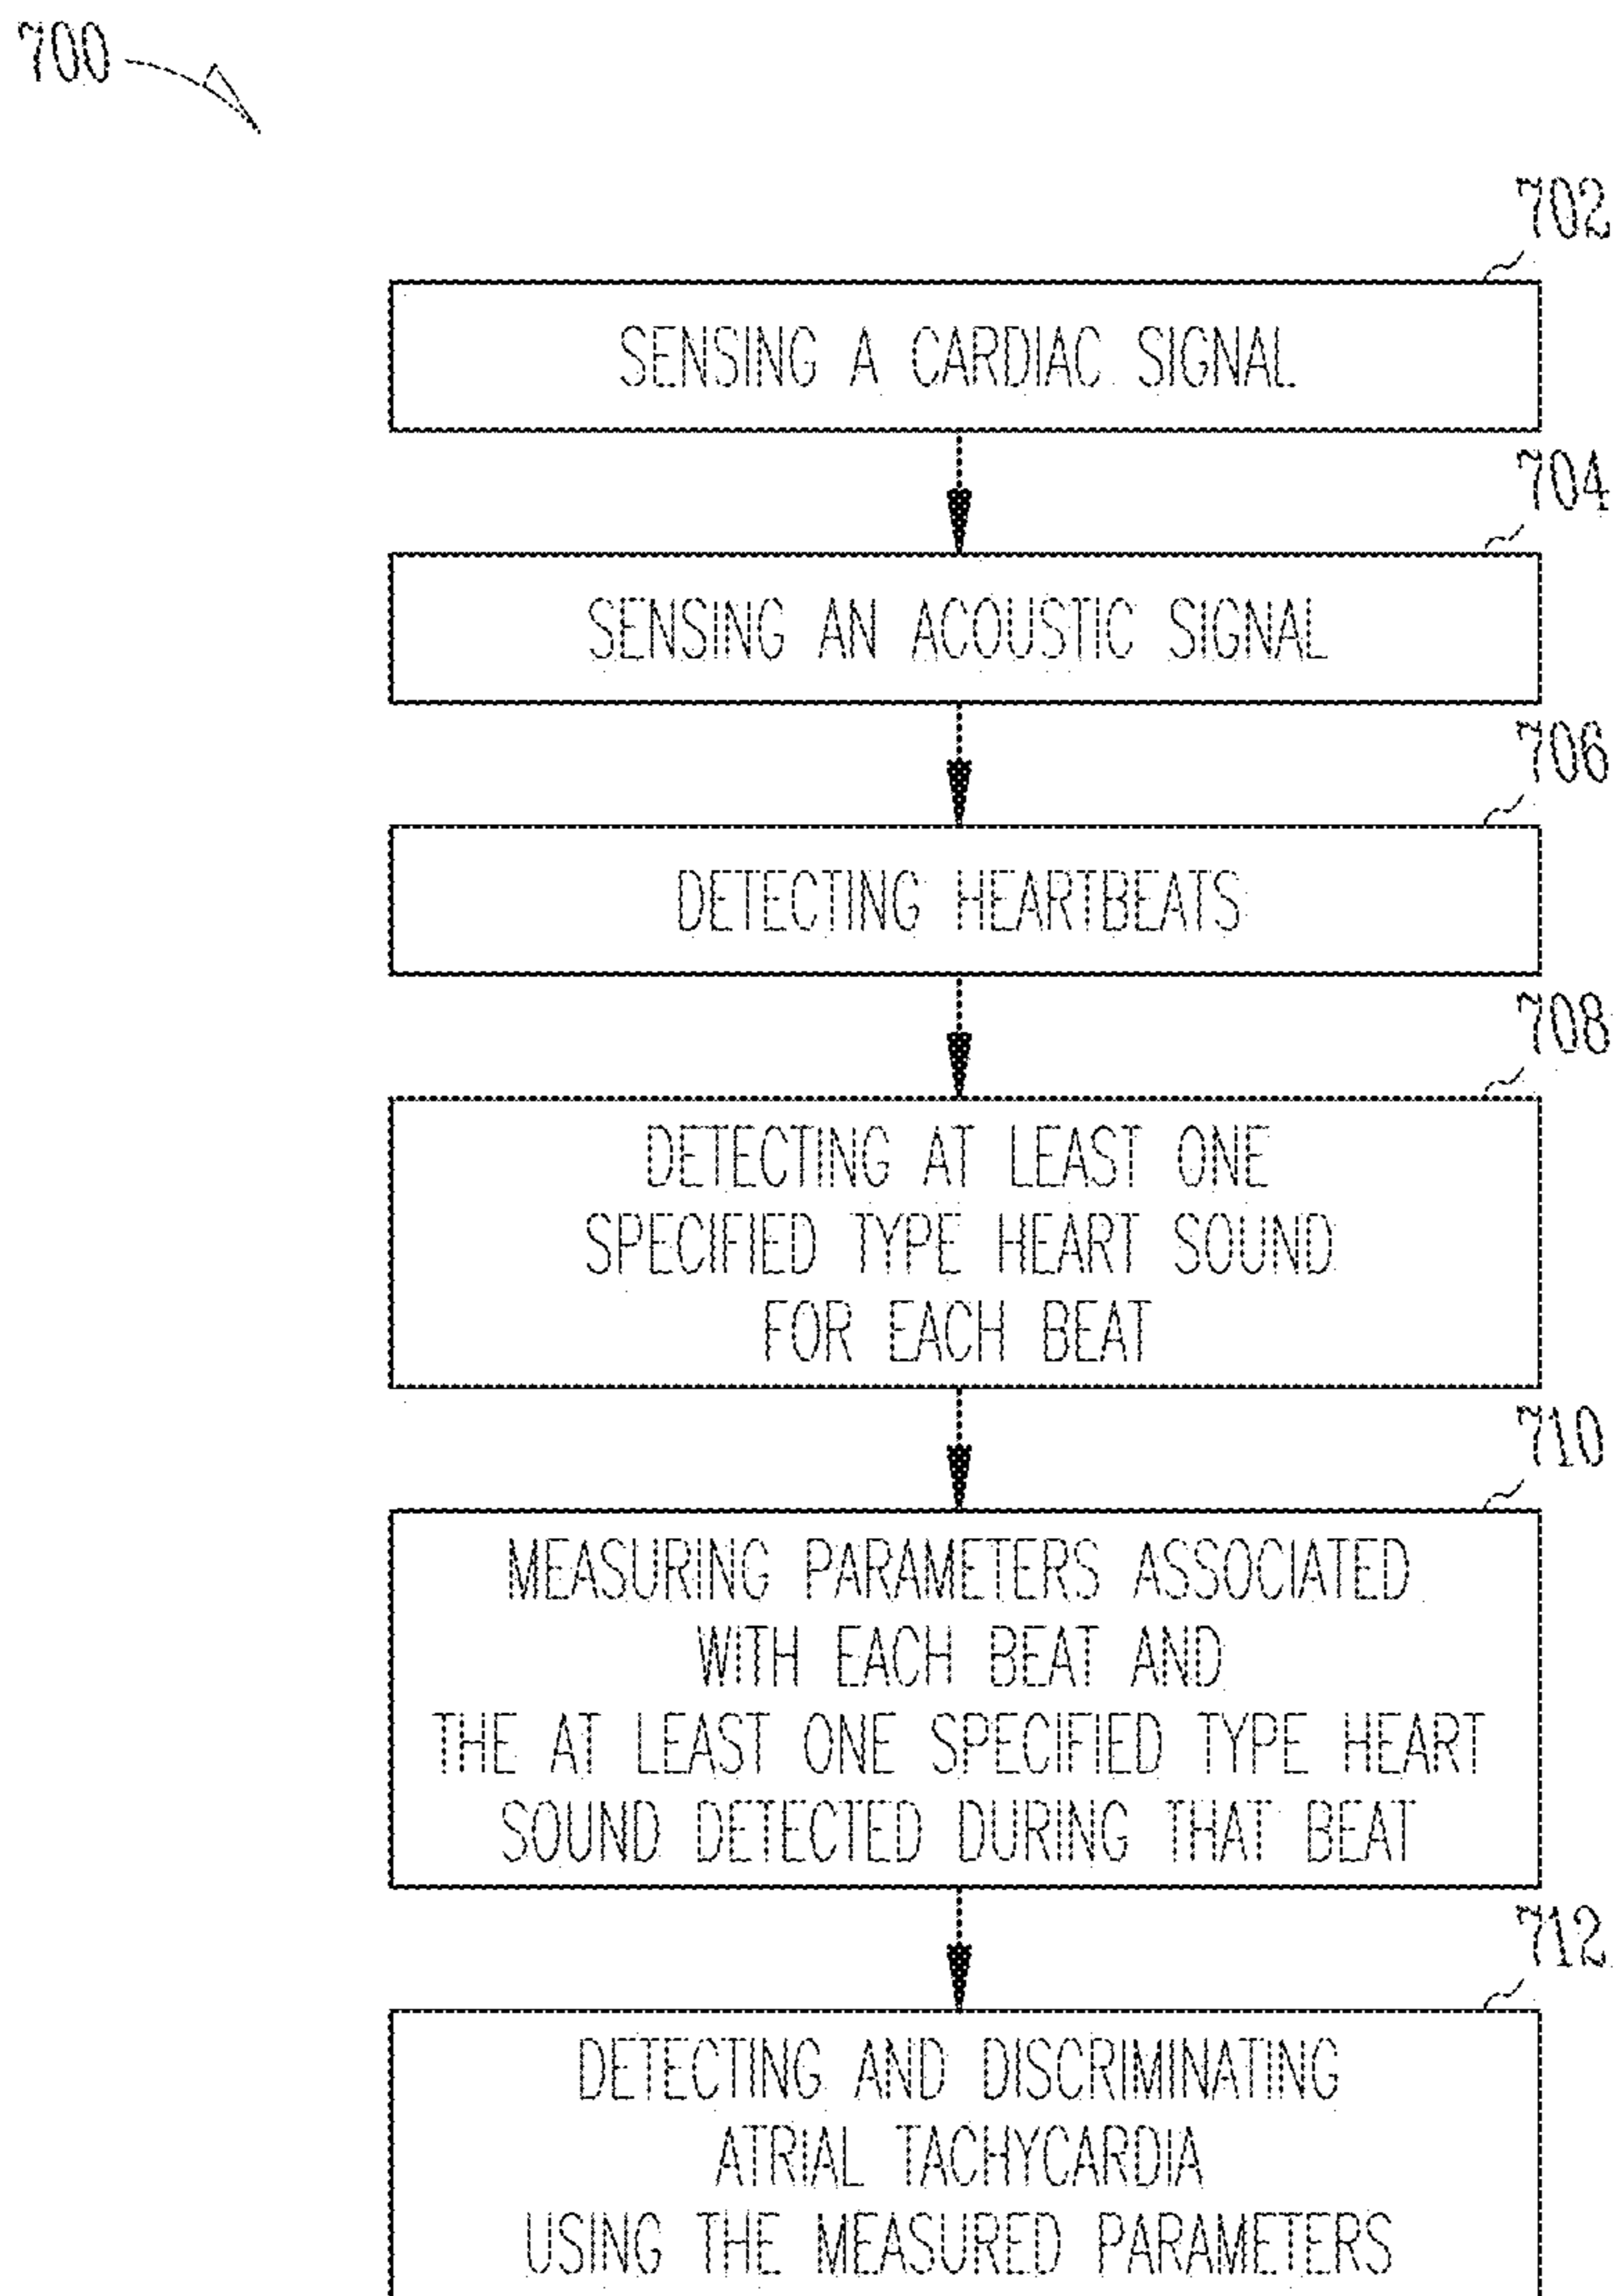 700
702
SENSING A CARDIAC SIGNAL
704
SENSING AN ACOUSTIC SIGNAL
706
DETECTING HEARTBEATS
708
DETECTING AT LEAST ONE
SPECIFIED TYPE HEART SOUND
FOR EACH BEAT
710
MEASURING PARAMETERS ASSOCIATED
WITH EACH BEAT AND
THE AT LEAST ONE SPECIFIED TYPE HEART
SOUND DETECTED DURING THAT BEAT
712
DETECTING AND DISCRIMINATING
ATRIAL TACHYCARDIA
USING THE MEASURED PARAMETERS